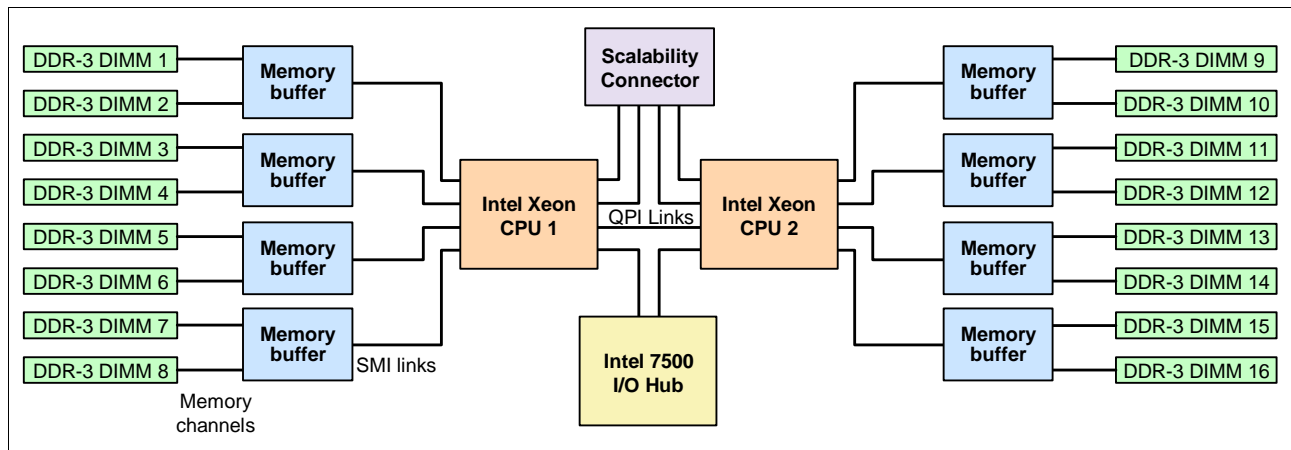 DDR-3 DIMM 1
DDR-3 DIMM 2
DDR-3 DIMM 3
DDR-3 DIMM 4
DDR-3 DIMM 5
DDR-3 DIMM 6
DDR-3 DIMM 7
DDR-3 DIMM 8
Memory
channels
Memory
buffer
Memory
buffer
Memory
buffer
Memory
buffer
SMI links
Scalability
Connector
Intel Xeon
CPU 1
QPI Links
Intel Xeon
CPU 2
Intel 7500
I/O Hub
Memory
buffer
Memory
buffer
Memory
buffer
Memory
buffer
DDR-3 DIMM 9
DDR-3 DIMM 10
DDR-3 DIMM 11
DDR-3 DIMM 12
DDR-3 DIMM 13
DDR-3 DIMM 14
DDR-3 DIMM 15
DDR-3 DIMM 16